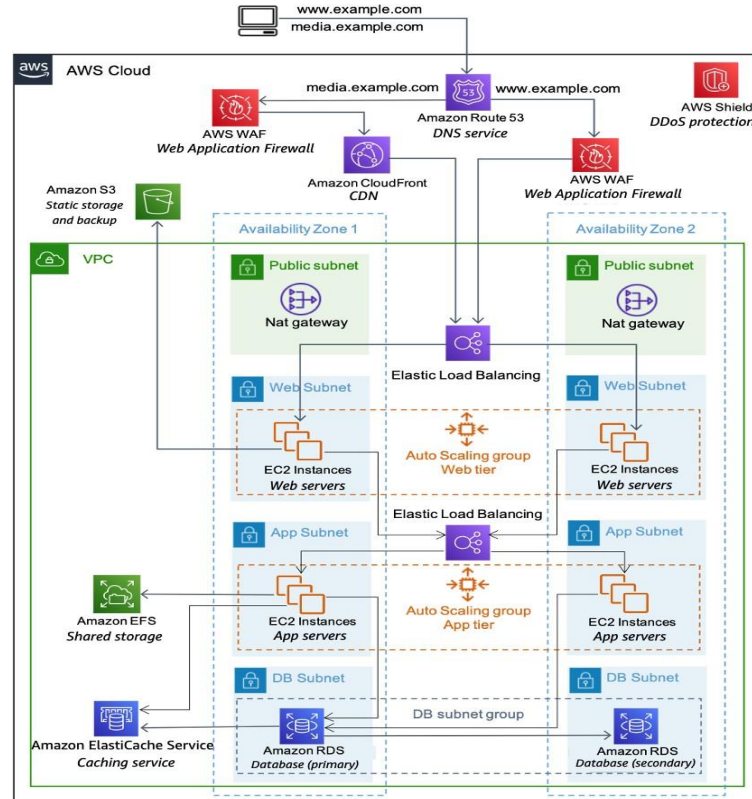 www.example.com
media.example.com
aws
AWS Cloud
media.example.com
www.example.com
53
Amazon Route 53
DNS service
AWS WAF
Web Application Firewall
AWS Shield
DDoS protection
Amazon CloudFront
CDN
AWS WAF
Web Application Firewall
Amazon S3
Static storage
and backup
Availability Zone 1
Availability Zone 2
VPC
Public subnet
Nat gateway
Public subnet
Nat gateway
Elastic Load Balancing
Web Subnet
Web Subnet
EC2 Instances
Web servers
Auto Scaling group
Web tier
EC2 Instances
Web servers
Elastic Load Balancing
App Subnet
App Subnet
EC2 Instances
App servers
Auto Scaling group
App tier
EC2 Instances
App servers
Amazon EFS
Shared storage
DB Subnet
DB Subnet
DB subnet group
Amazon ElastiCache Service
Caching service
Amazon RDS
Database (primary)
Amazon RDS
Database (secondary)